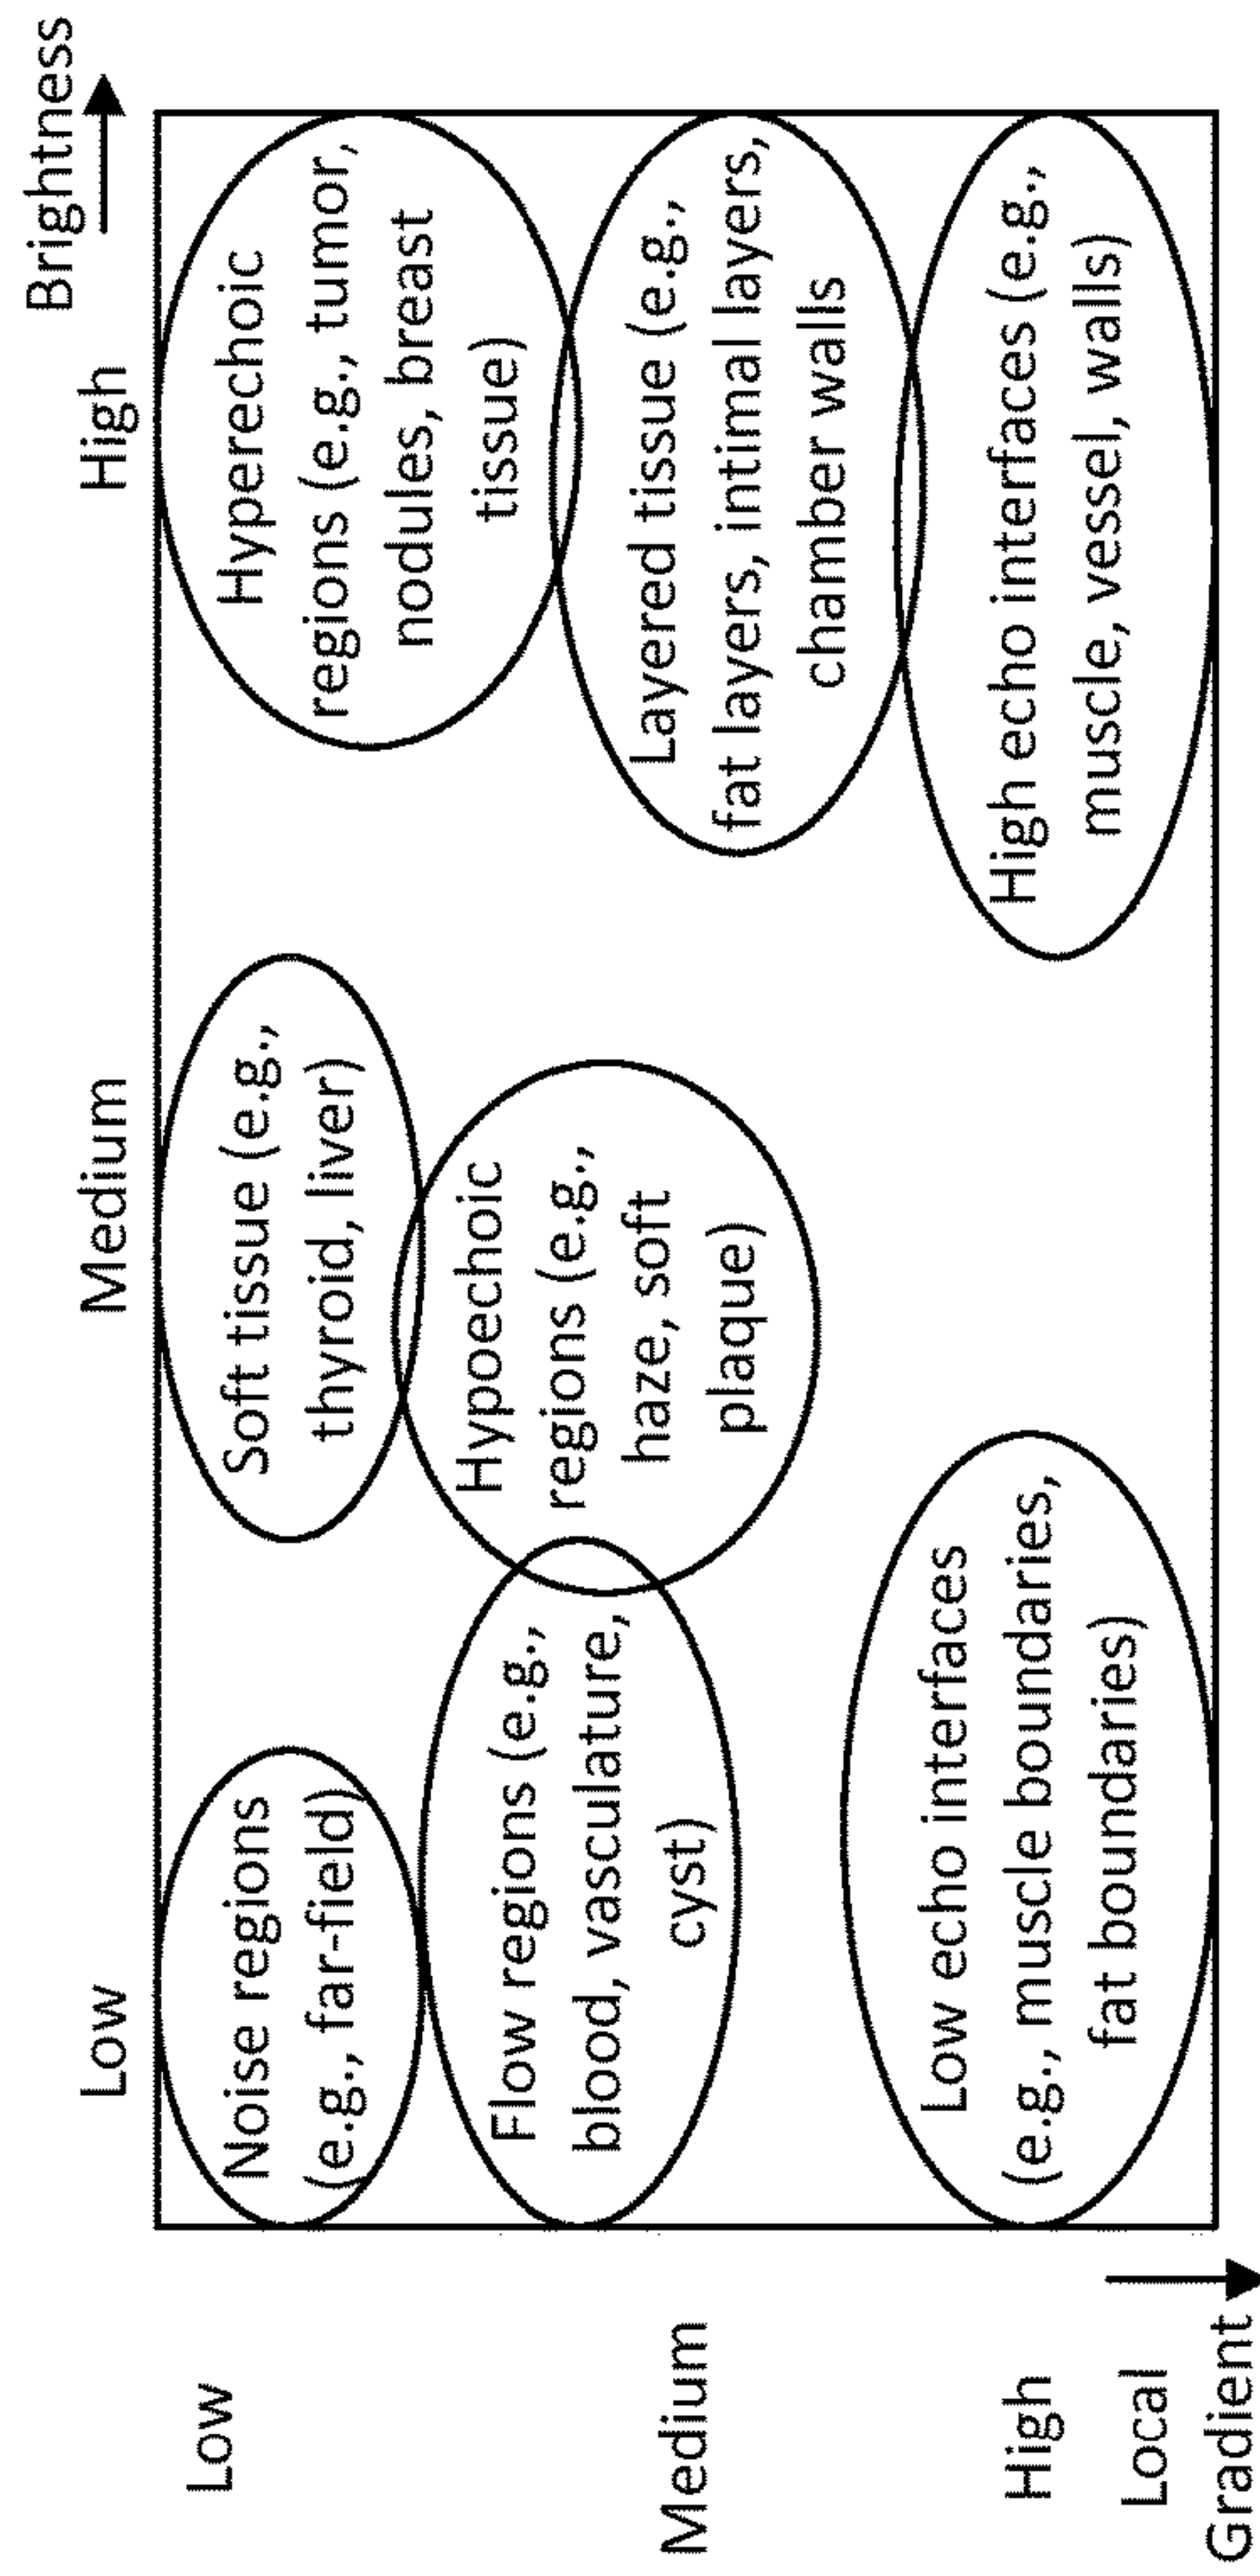 Brightness
Low
Medium
High
Low
Medium
High
Local
Gradient
Noise regions
(e.g., far-field)
Soft tissue (e.g.,
thyroid, liver)
Hyperechoic
regions (e.g., tumor,
nodules, breast
tissue)
Flow regions (e.g.,
blood, vasculature,
cyst)
Hypoechoic
regions (e.g.,
haze, soft
plaque)
Layered tissue (e.g.,
fat layers, intimal layers,
chamber walls
Low echo interfaces
(e.g., muscle boundaries,
fat boundaries)
High echo interfaces (e.g.,
muscle, vessel, walls)